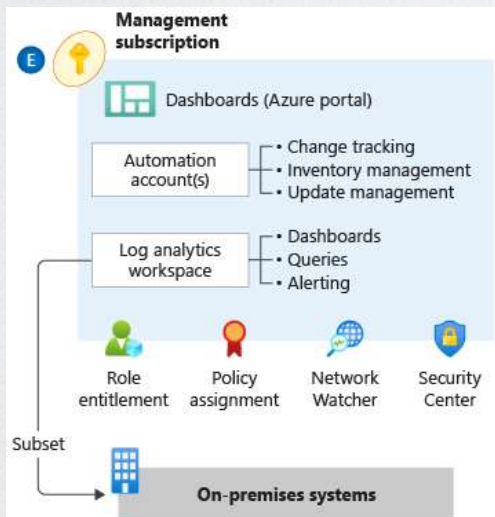 Management
subscription
E
Dashboards (Azure portal)
Automation
account(s)
• Change tracking
• Inventory management
• Update management
Log analytics
workspace
• Dashboards
• Queries
• Alerting
Role
entitlement
Policy
assignment
Network
Watcher
Security
Center
Subset
On-premises systems